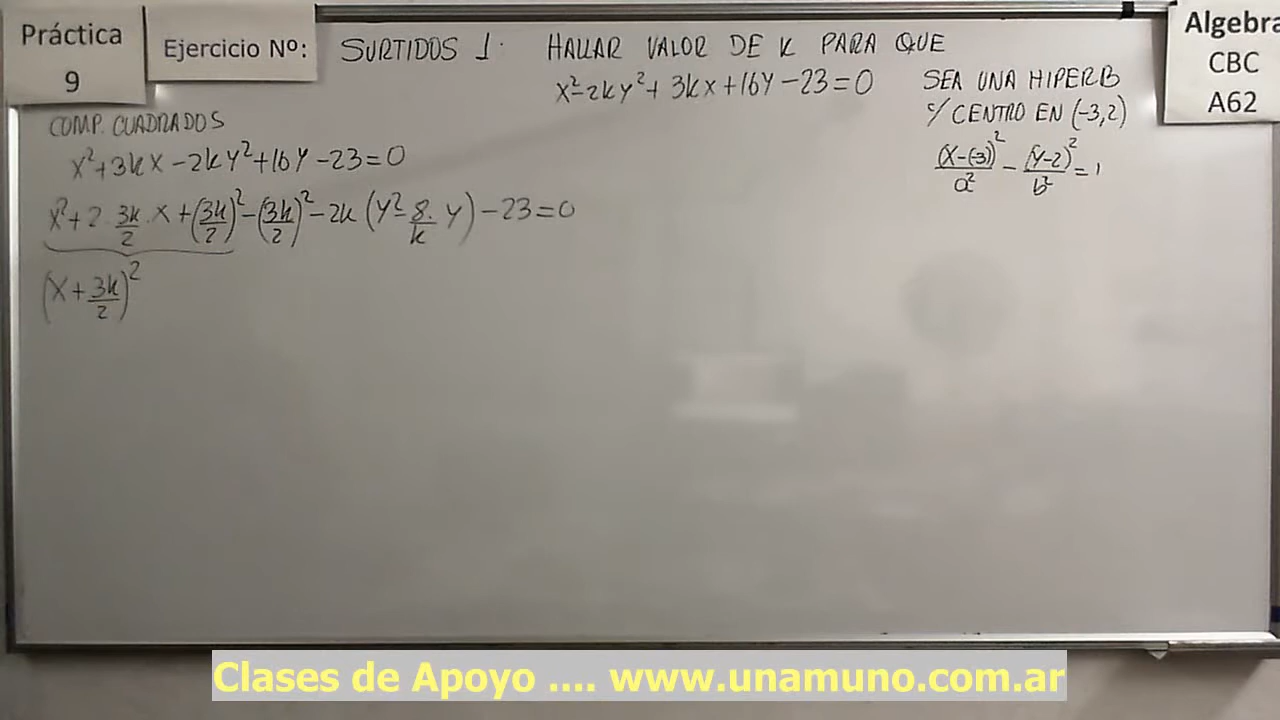 Práctica
9
Ejercicio Nº:
SURTIDOS 1: HALLAR VALOR DE K PARA QUE
x²-2ky²+3kx+16y-23=0 SEA UNA HIPERB
c/ CENTRO EN (-3,2)
Algebra
CBC
A62
COMP. CUADRADOS
x²+3kx-2ky²+16y-23=0
(x-(-3))²/a² - (y-2)²/b² = 1
x²+2·3k/2·x+(3k/2)²-(3k/2)²-2k(y²-8/k·y)-23=0
(x+3k/2)²
Clases de Apoyo .... www.unamuno.com.ar